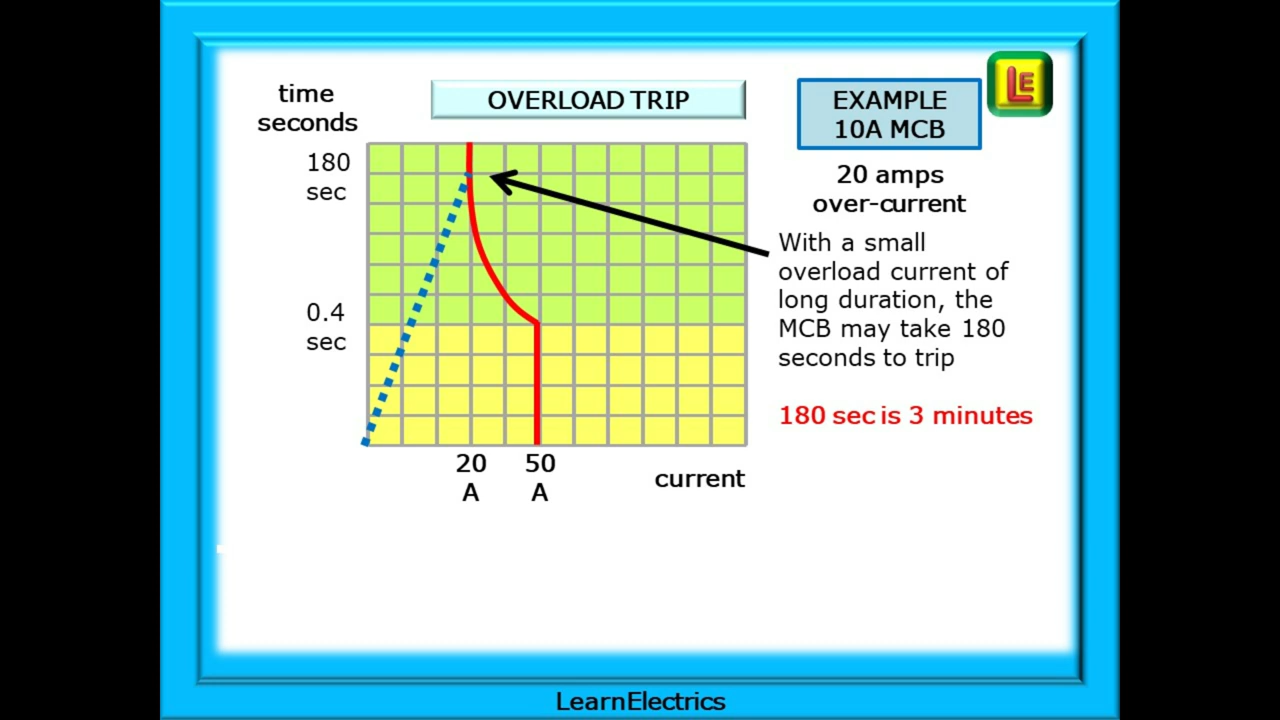 time
seconds
OVERLOAD TRIP
EXAMPLE
10A MCB
LE
180
sec
20 amps
over-current
With a small
overload current of
long duration, the
MCB may take 180
seconds to trip
0.4
sec
180 sec is 3 minutes
20
A
50
A
current
LearnElectrics